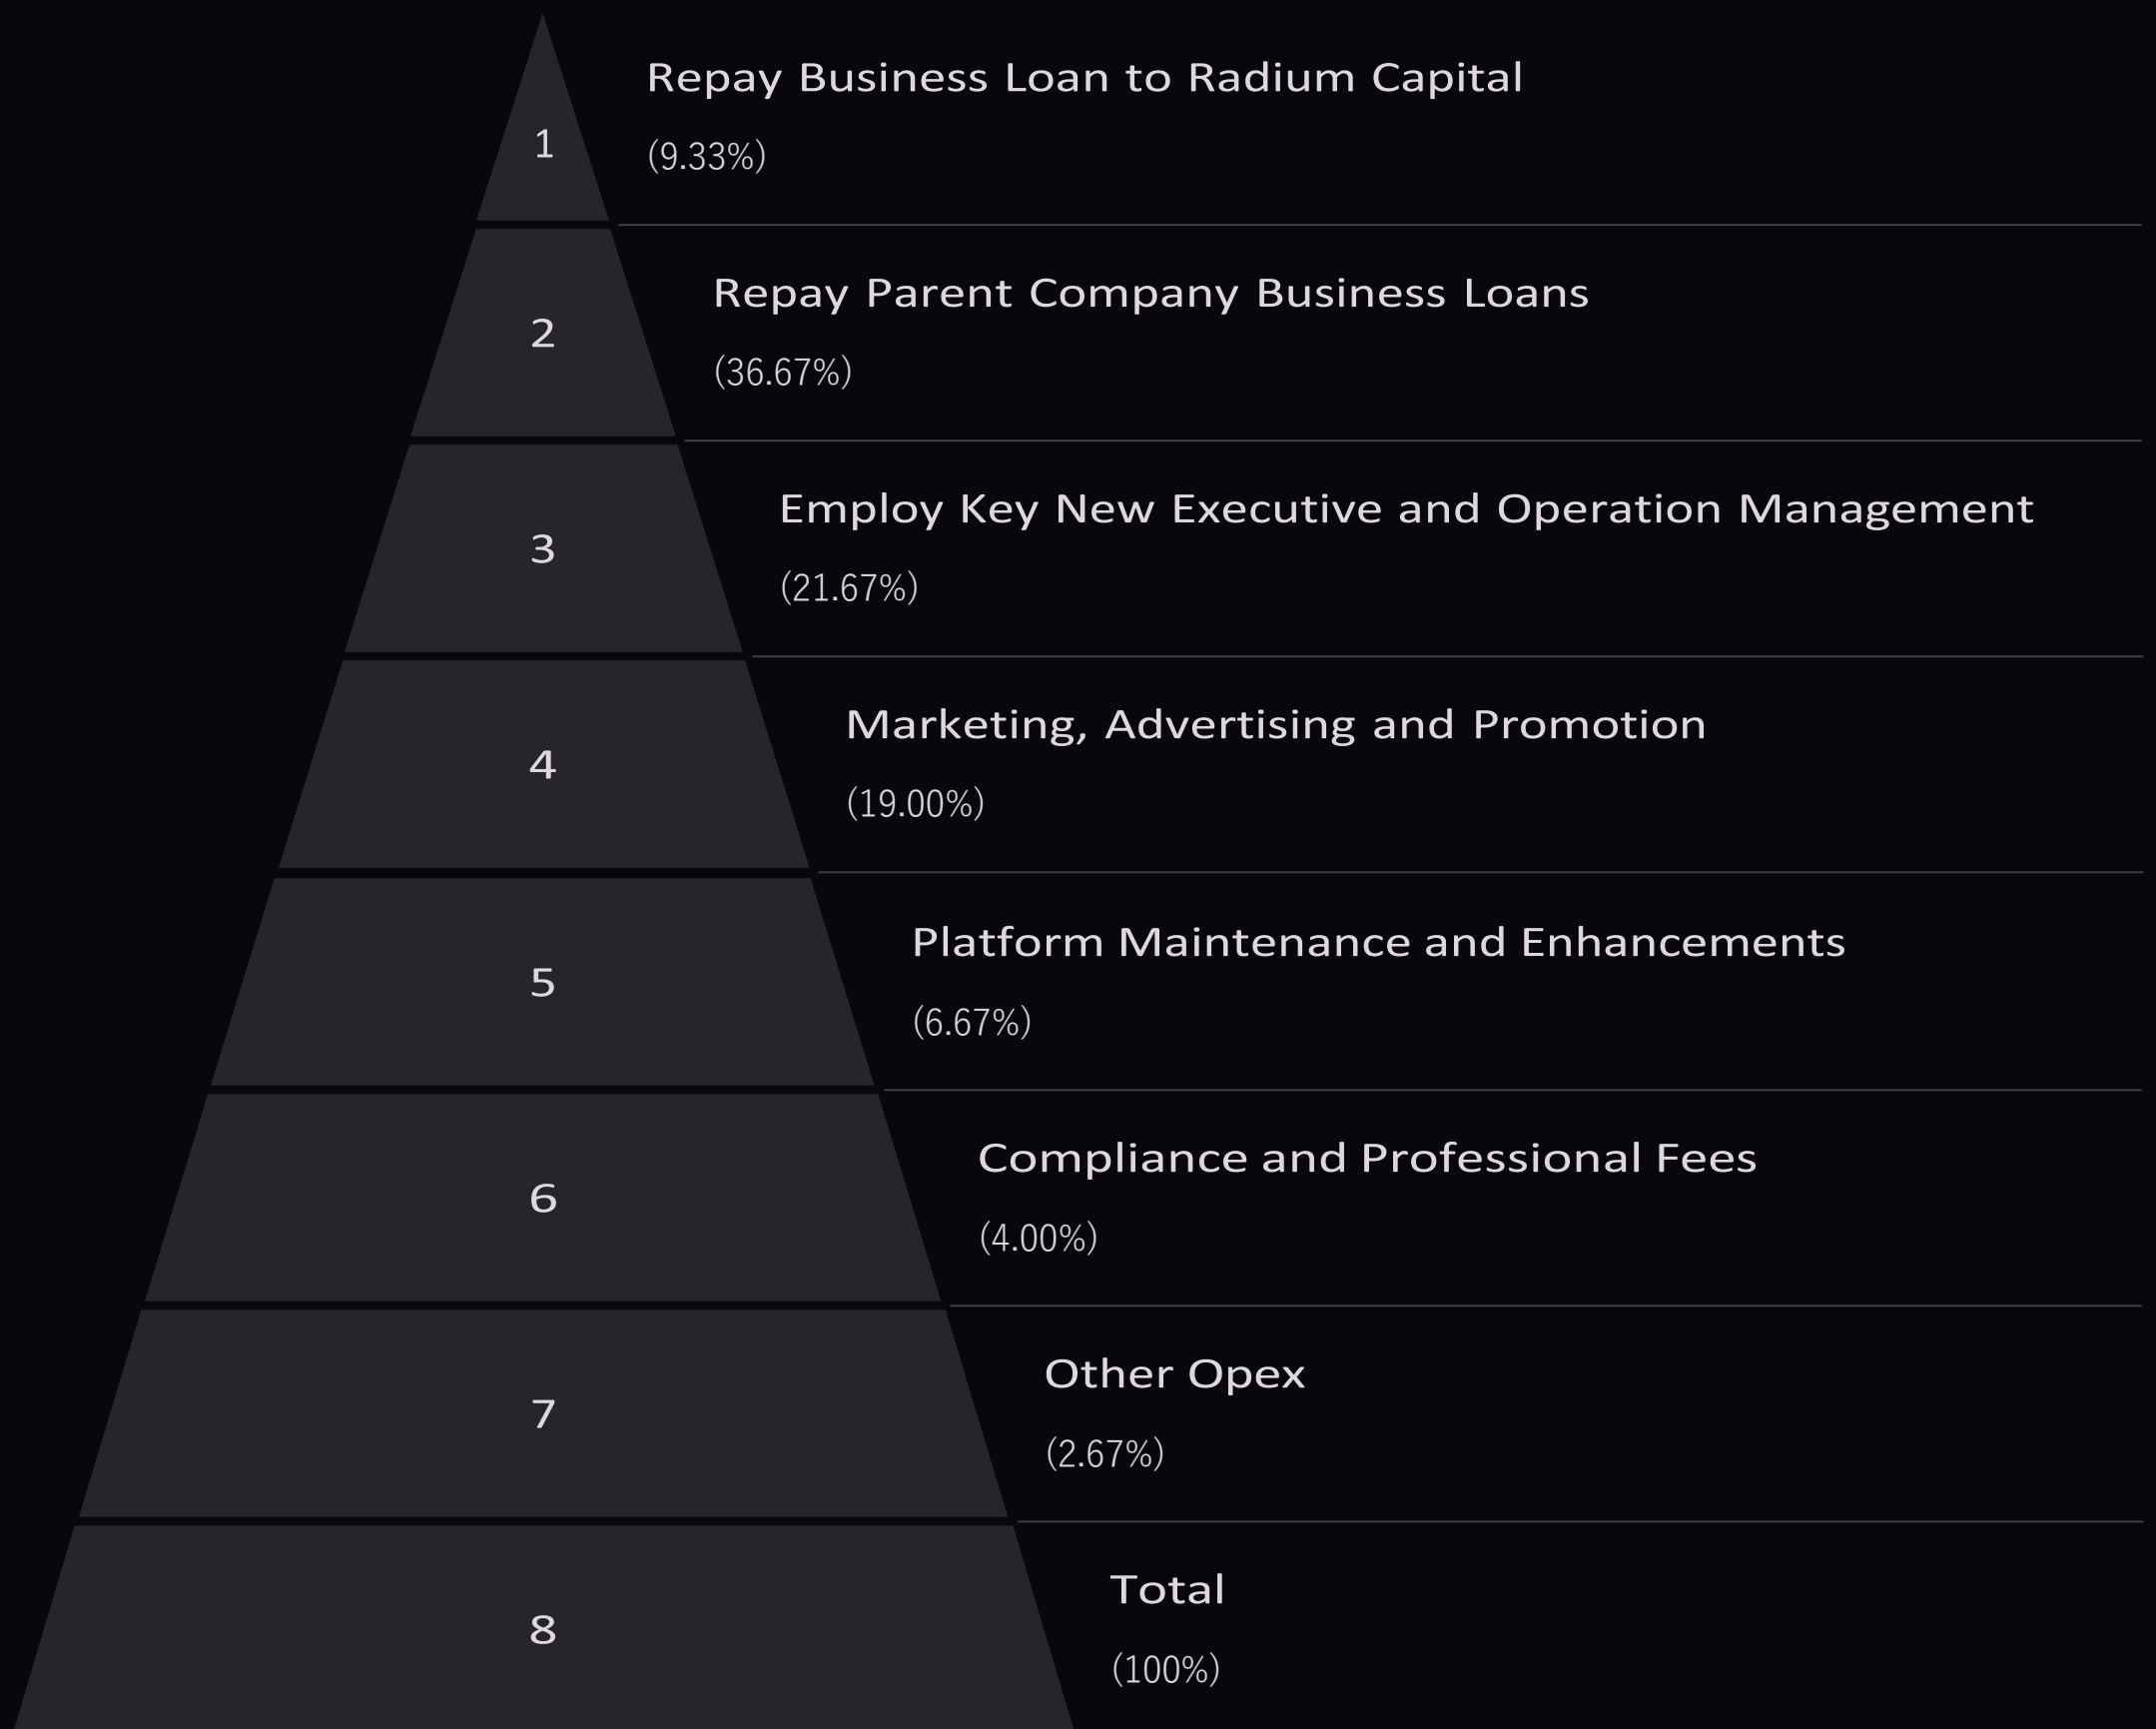 1
Repay Business Loan to Radium Capital
(9.33%)
2
Repay Parent Company Business Loans
(36.67%)
3
Employ Key New Executive and Operation Management
(21.67%)
4
Marketing, Advertising and Promotion
(19.00%)
5
Platform Maintenance and Enhancements
(6.67%)
6
Compliance and Professional Fees
(4.00%)
7
Other Opex
(2.67%)
8
Total
(100%)